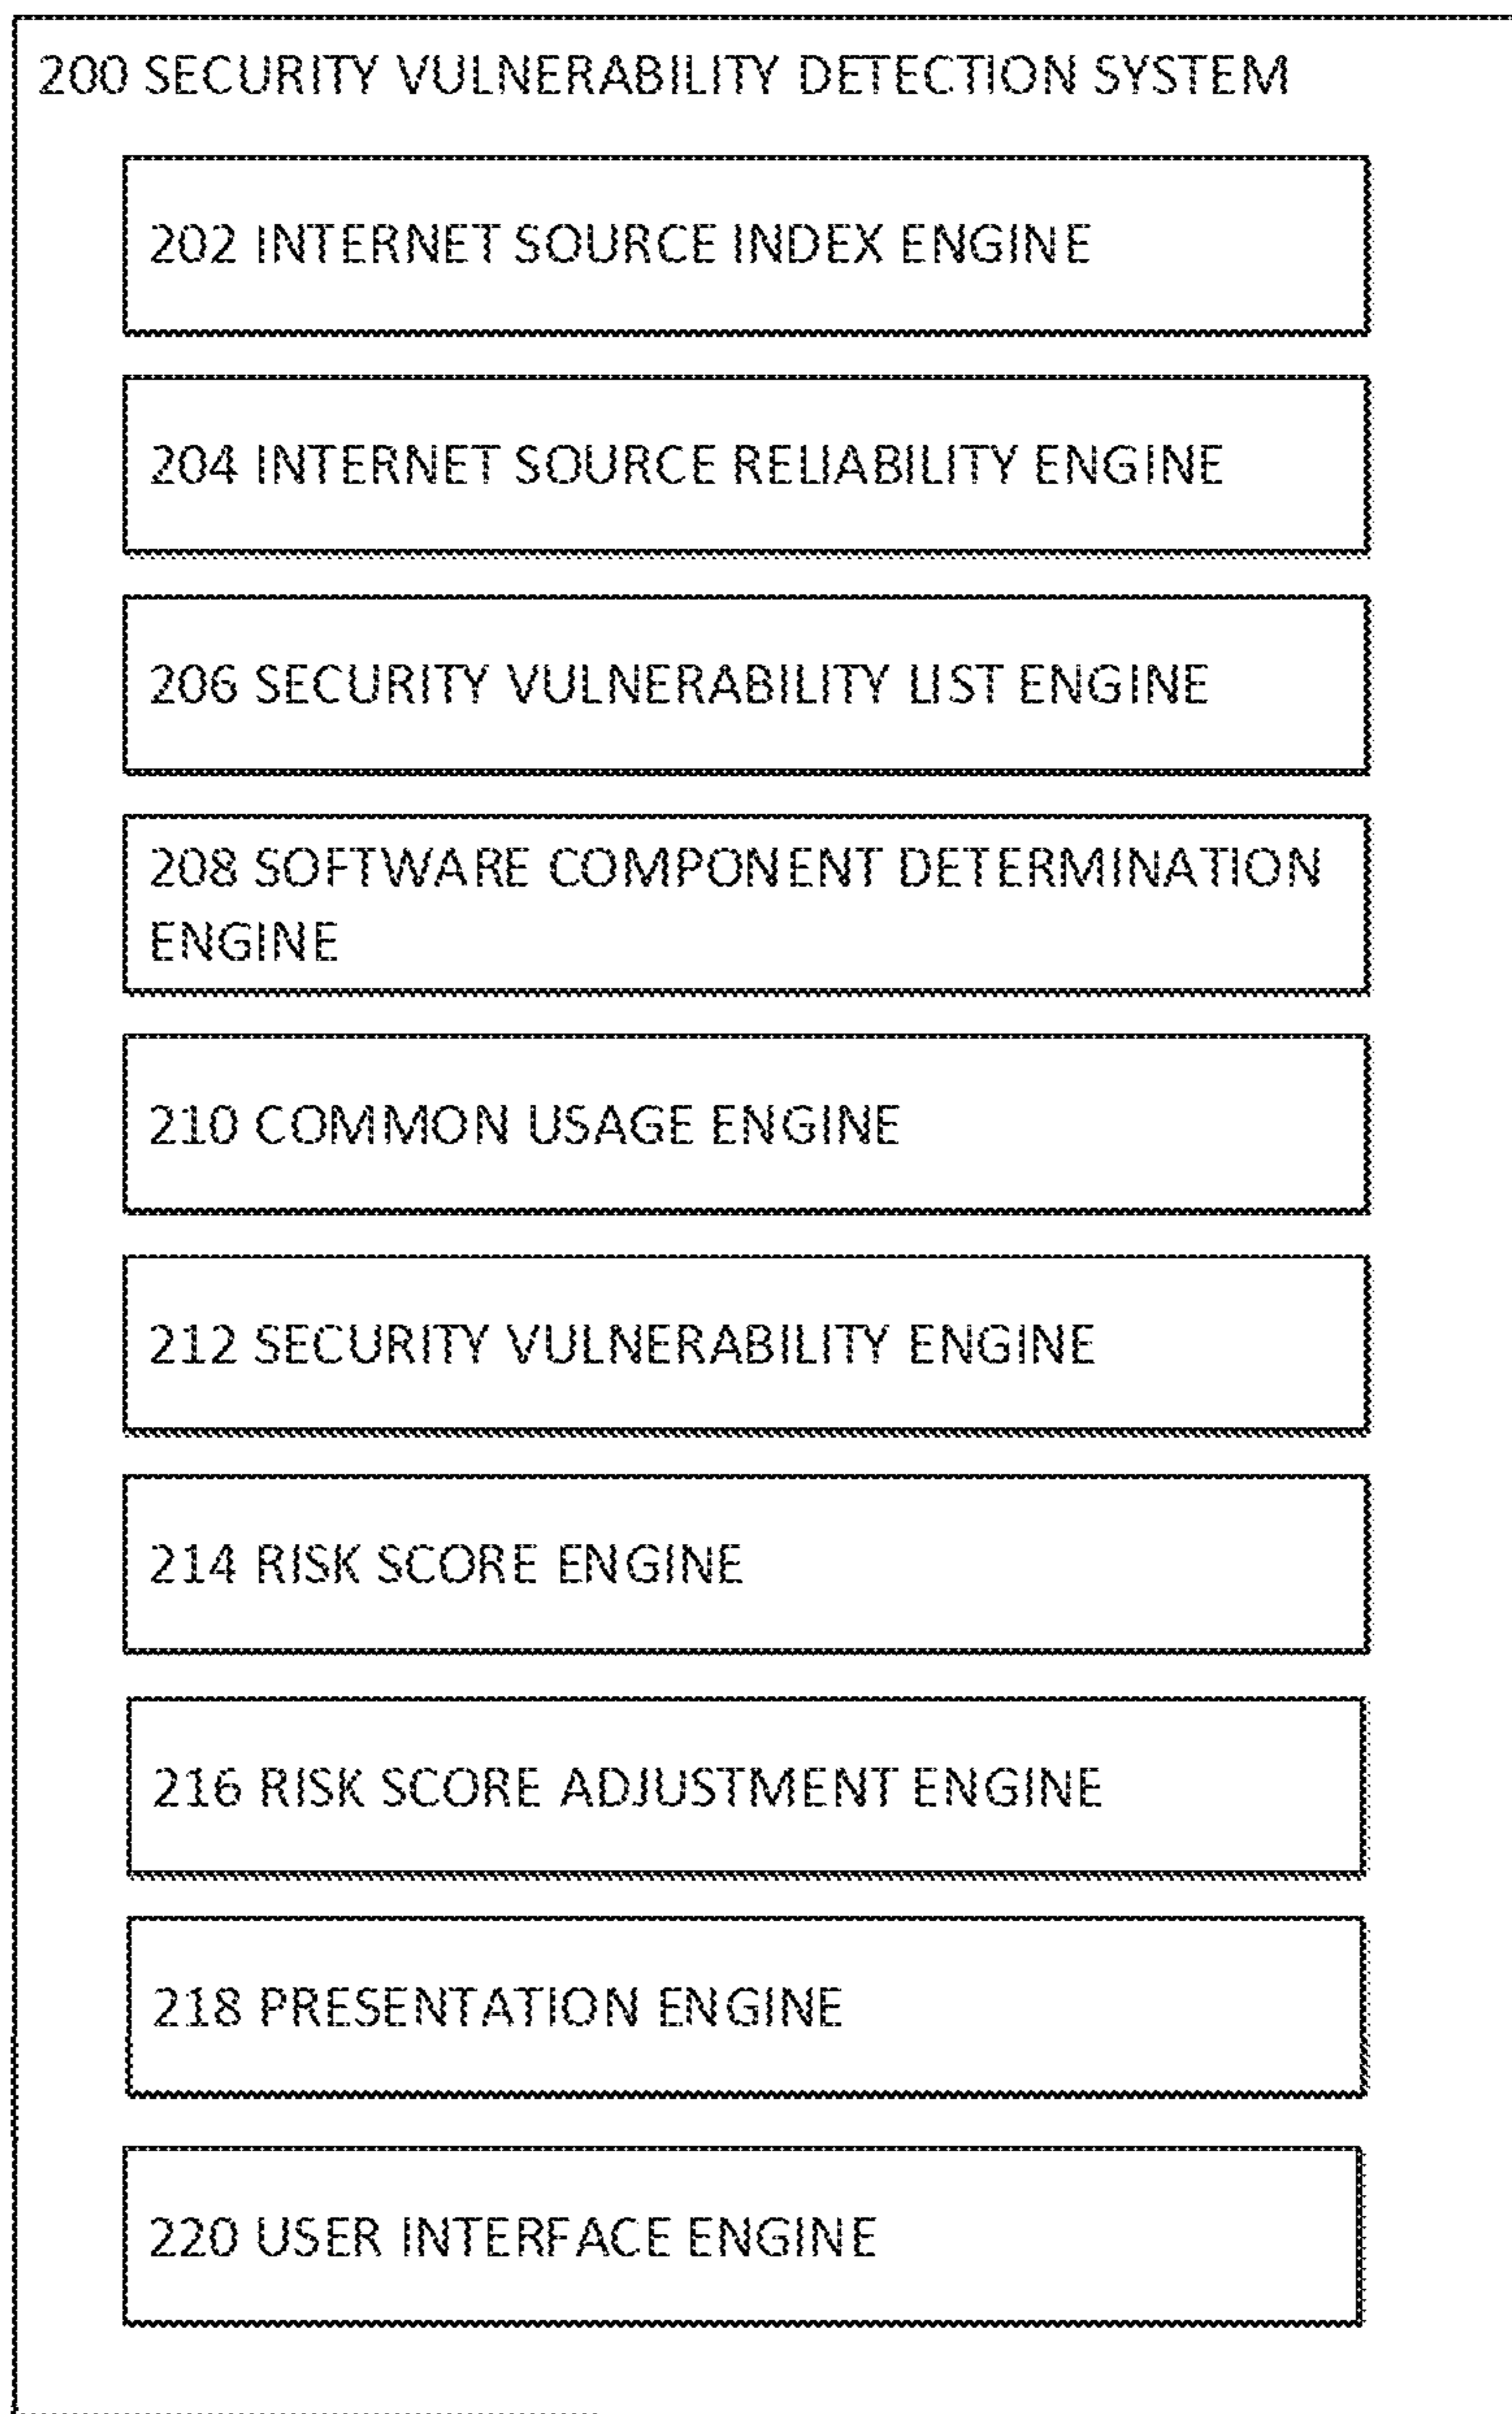 200 SECURITY VULNERABILITY DETECTION SYSTEM
202 INTERNET SOURCE INDEX ENGINE
204 INTERNET SOURCE RELIABILITY ENGINE
206 SECURITY VULNERABILITY LIST ENGINE
208 SOFTWARE COMPONENT DETERMINATION
ENGINE
210 COMMON USAGE ENGINE
212 SECURITY VULNERABILITY ENGINE
214 RISK SCORE ENGINE
216 RISK SCORE ADJUSTMENT ENGINE
218 PRESENTATION ENGINE
220 USER INTERFACE ENGINE